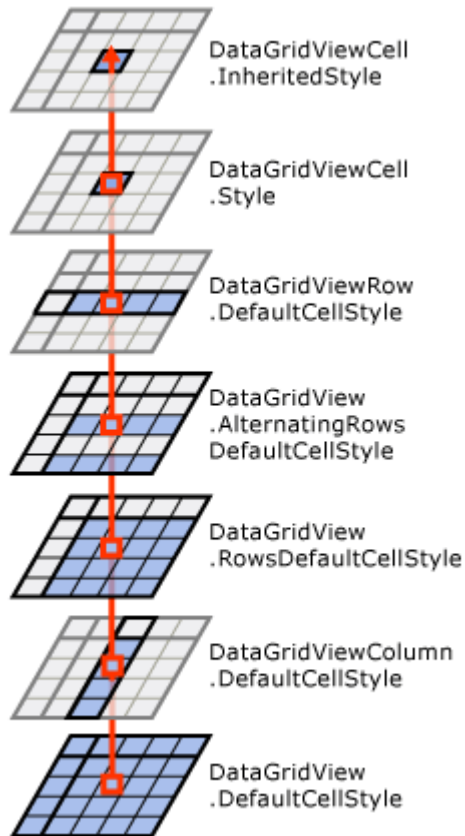 DataGridViewCell
.InheritedStyle
DataGridViewCell
.Style
DataGridViewRow
.DefaultCellStyle
DataGridView
.AlternatingRows
DefaultCellStyle
DataGridView
.RowsDefaultCellStyle
DataGridViewColumn
.DefaultCellStyle
DataGridView
.DefaultCellStyle